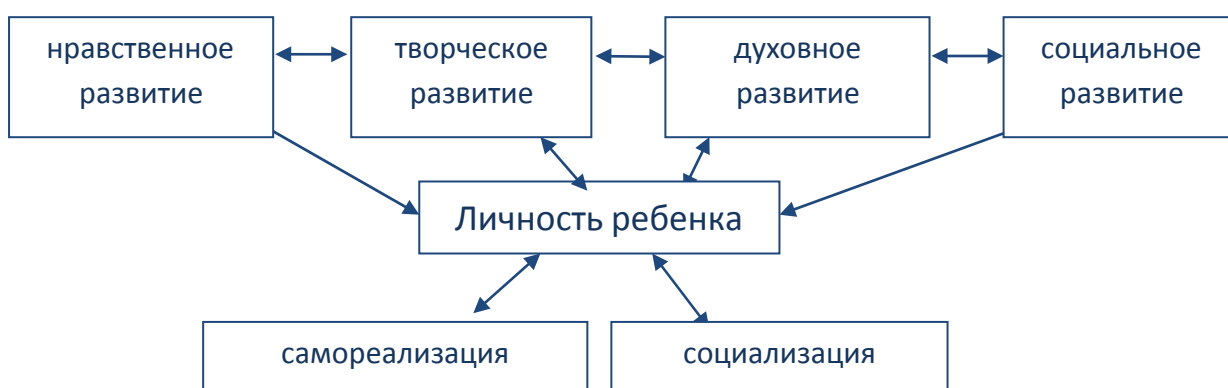 нравственное
развитие
творческое
развитие
духовное
развитие
социальное
развитие
Личность ребенка
самореализация
социализация